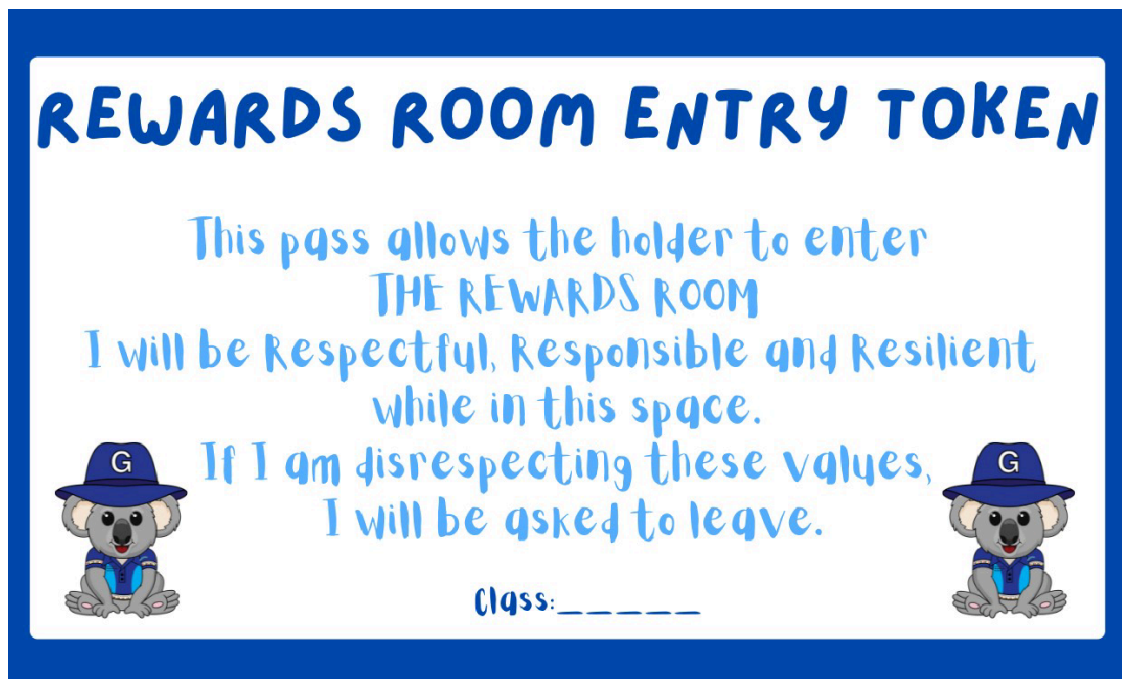 REWARDS ROOM ENTRY TOKEN
This pass allows the holder to enter
THE REWARDS ROOM
I will be Respectful, Responsible and Resilient
while in this space.
If I am disrespecting these values,
I will be asked to leave.
G
G
Class:_____